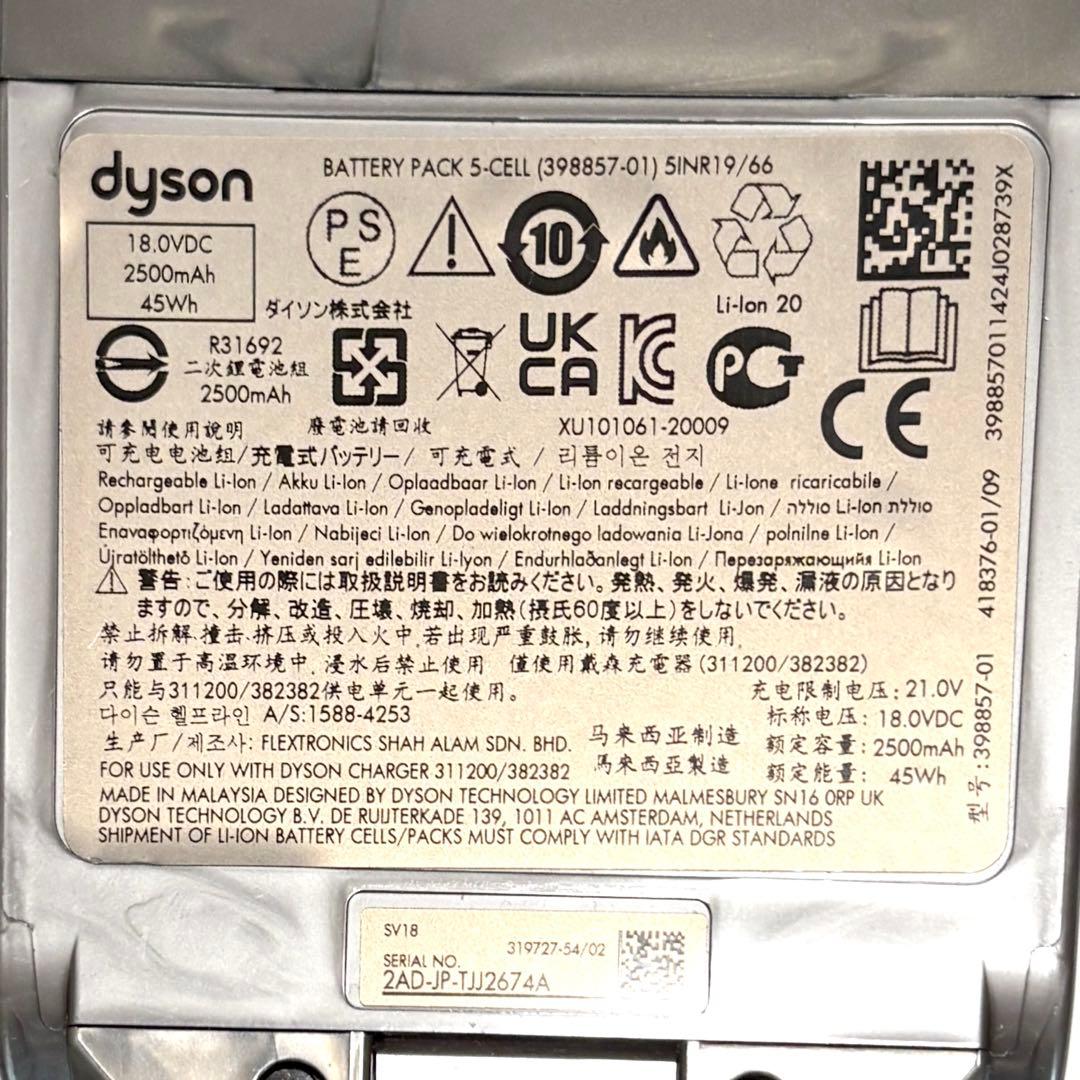 dyson
BATTERY PACK 5-CELL (398857-01) 5INR19/66
18.0VDC
2500mAh
45Wh
PS
E
10
Li-Ion 20
ダイソン株式会社
R31692
二次鋰電池組
2500mAh
UK
CA
PG
CE
請參閱使用說明
廢電池請回收
XU101061-20009
可充电电池组/充電式バッテリー/ 可充電式 / 리튬이온 전지
Rechargeable Li-Ion / Akku Li-Ion / Oplaadbaar Li-Ion / Li-Ion recargeable / Li-Ione ricaricabile /
Oppladbart Li-Ion / Ladattava Li-Ion / Genopladeligt Li-Ion / Laddningsbart Li-Jon / סוללה Li-Ion סוללת
Επαναφορτιζόμενη Li-Ion / Nabijeci Li-Ion / Do wielokrotnego ladowania Li-Jona / polnilne Li-Ion /
Újratölthető Li-Ion / Yeniden sarj edilebilir Li-Iyon / Endurhlaðanlegt Li-Ion / Перезаряжающийя Li-Ion
警告:ご使用の際には取扱説明書をお読みください。発熱、発火、爆発、漏液の原因となり
ますので、分解、改造、圧壊、焼却、加熱(摂氏60度以上)をしないでください。
禁止拆解.撞击.挤压或投入火中.若出现严重鼓胀,请勿继续使用.
请勿置于高温环境中.浸水后禁止使用 僅使用戴森充電器(311200/382382)
只能与311200/382382供电单元一起使用。
다이슨 헬프라인 A/S:1588-4253
生产厂/제조사: FLEXTRONICS SHAH ALAM SDN. BHD.
马来西亚制造
馬來西亞製造
充电限制电压: 21.0V
标称电压: 18.0VDC
额定容量: 2500mAh
额定能量: 45Wh
FOR USE ONLY WITH DYSON CHARGER 311200/382382
MADE IN MALAYSIA DESIGNED BY DYSON TECHNOLOGY LIMITED MALMESBURY SN16 0RP UK
DYSON TECHNOLOGY B.V. DE RUIJTERKADE 139, 1011 AC AMSTERDAM, NETHERLANDS
SHIPMENT OF LI-ION BATTERY CELLS/PACKS MUST COMPLY WITH IATA DGR STANDARDS
型号:398857-01 418376-01/09 398857011424J028739X
SV18
319727-54/02
SERIAL NO.
2AD-JP-TJJ2674A